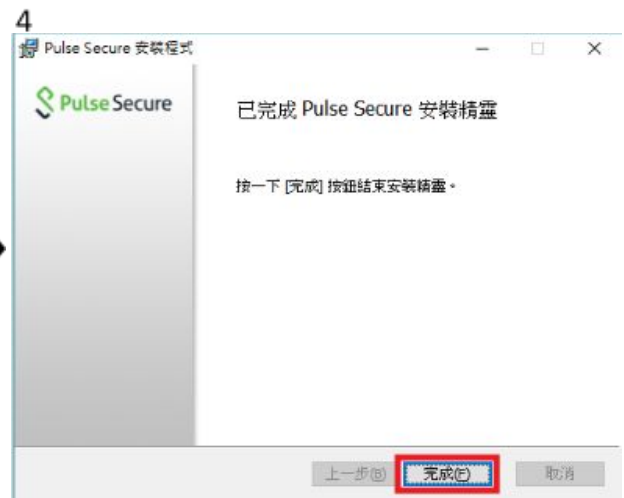 4
Pulse Secure 安裝程式
Pulse Secure
已完成 Pulse Secure 安裝精靈
按一下 [完成] 按鈕結束安裝精靈。
上一步(B) 完成(F) 取消